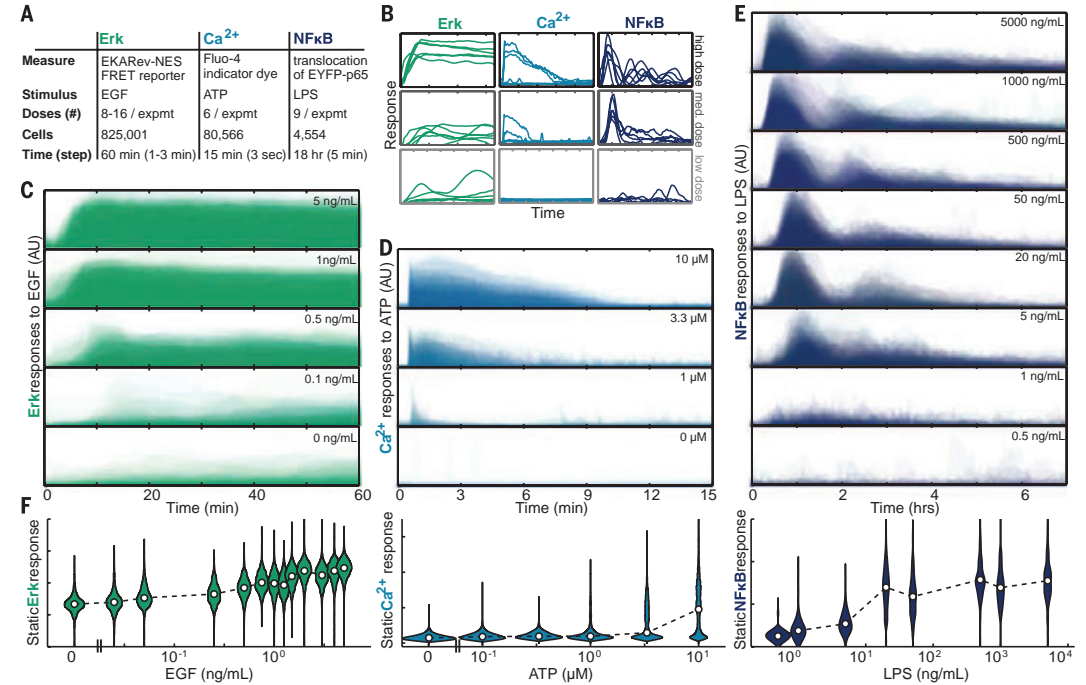 A
Erk Ca2+ NFκB
Measure EKARev-NES FRET reporter Fluo-4 indicator dye translocation of EYFP-p65
Stimulus EGF ATP LPS
Doses (#) 8-16 / expmt 6 / expmt 9 / expmt
Cells 825,001 80,566 4,554
Time (step) 60 min (1-3 min) 15 min (3 sec) 18 hr (5 min)
B
Erk Ca2+ NFκB
Response
high dose
med. dose
low dose
Time
C
Erk responses to EGF (AU)
5 ng/mL
1ng/mL
0.5 ng/mL
0.1 ng/mL
0 ng/mL
0 20 40 60
Time (min)
D
Ca2+ responses to ATP (AU)
10 µM
3.3 µM
1 µM
0 µM
0 3 6 9 12 15
Time (min)
E
NFκB responses to LPS (AU)
5000 ng/mL
1000 ng/mL
500 ng/mL
50 ng/mL
20 ng/mL
5 ng/mL
1 ng/mL
0.5 ng/mL
0 2 4 6
Time (hrs)
F
Static Erk response
0 10-1 100
EGF (ng/mL)
Static Ca2+ response
0 10-1 100 101
ATP (µM)
Static NFκB response
100 101 102 103 104
LPS (ng/mL)